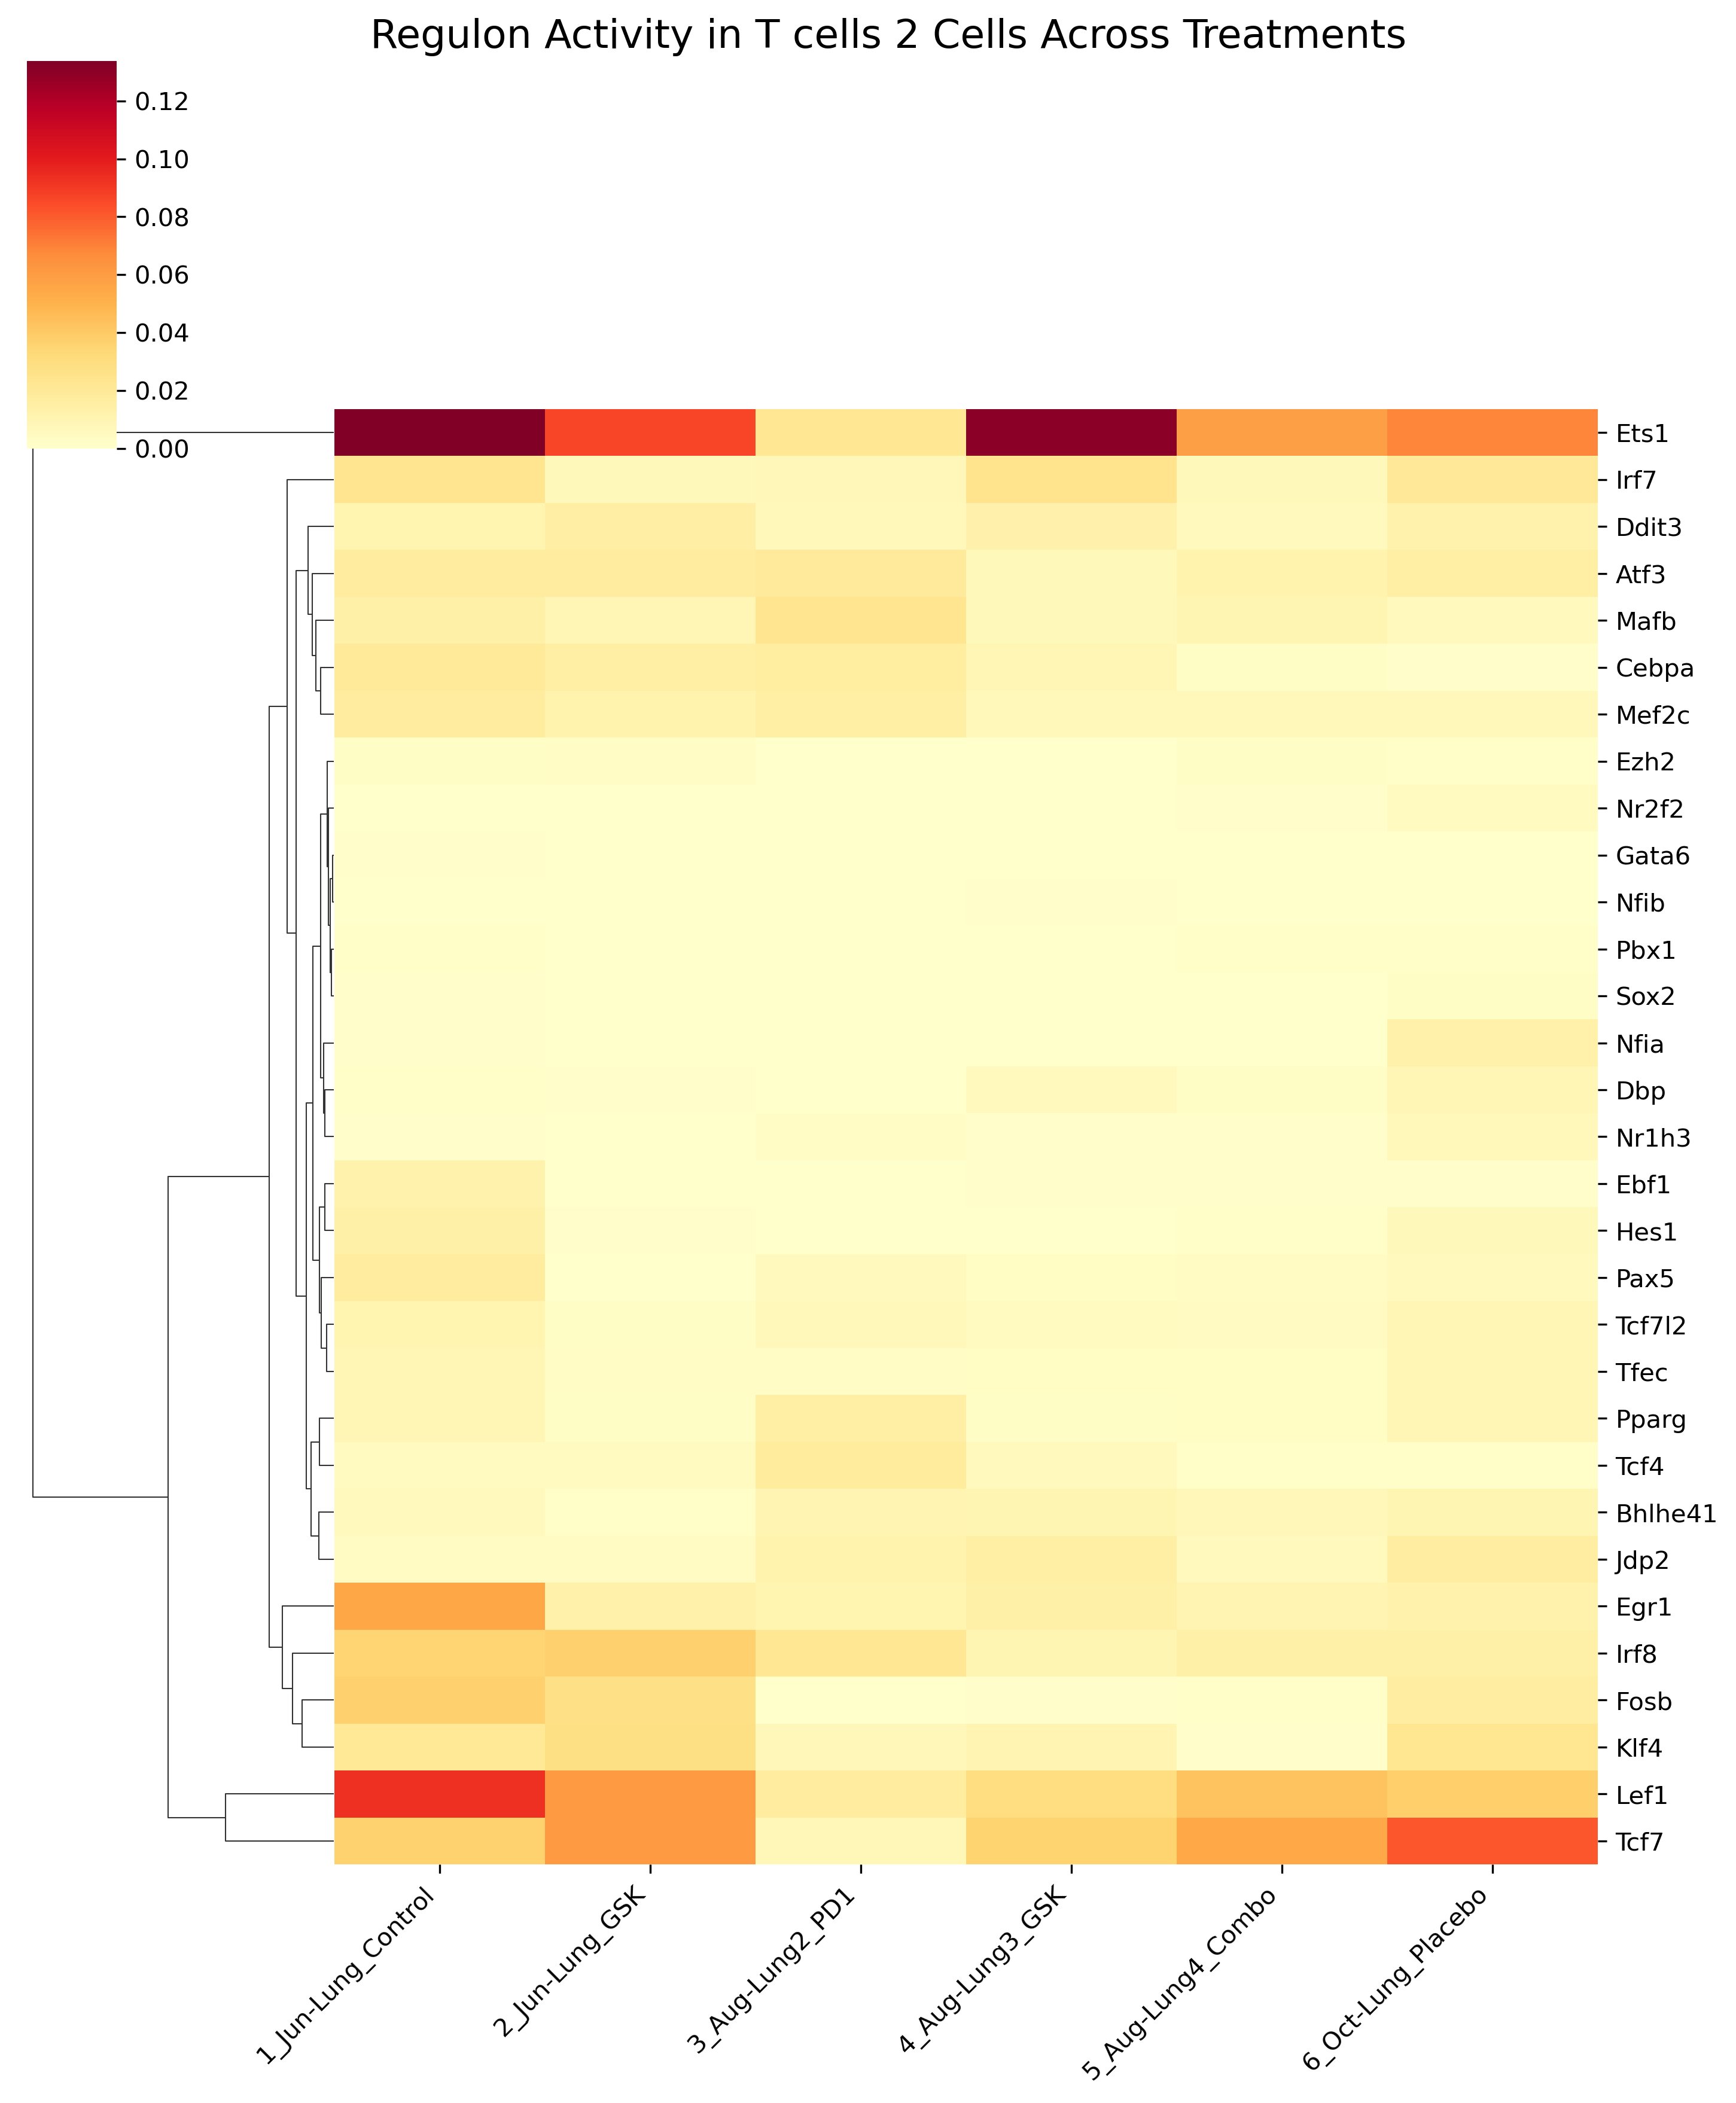 Regulon Activity in T cells 2 Cells Across Treatments
0.12
0.10
0.08
0.06
0.04
0.02
0.00
Ets1
Irf7
Ddit3
Atf3
Mafb
Cebpa
Mef2c
Ezh2
Nr2f2
Gata6
Nfib
Pbx1
Sox2
Nfia
Dbp
Nr1h3
Ebf1
Hes1
Pax5
Tcf7l2
Tfec
Pparg
Tcf4
Bhlhe41
Jdp2
Egr1
Irf8
Fosb
Klf4
Lef1
Tcf7
1_Jun-Lung_Control
2_Jun-Lung_GSK
3_Aug-Lung2_PD1
4_Aug-Lung3_GSK
5_Aug-Lung4_Combo
6_Oct-Lung_Placebo